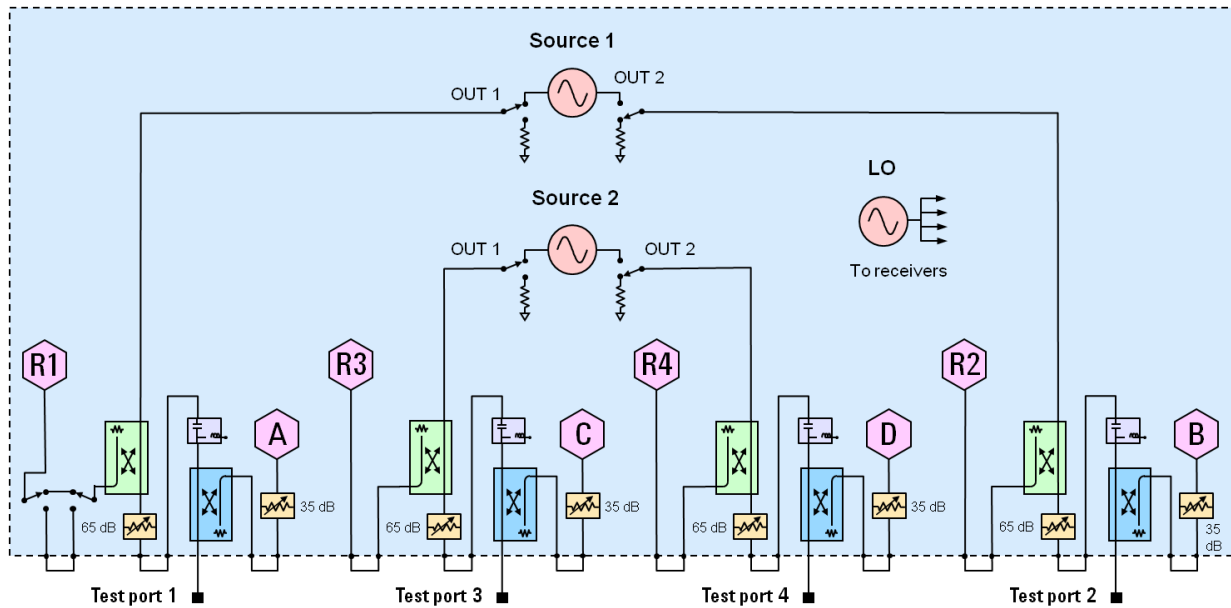 Source 1
OUT 1
OUT 2
Source 2
OUT 1
OUT 2
LO
To receivers
R1
R3
R4
R2
A
C
D
B
65 dB
35 dB
65 dB
35 dB
65 dB
35 dB
65 dB
35
dB
Test port 1
Test port 3
Test port 4
Test port 2